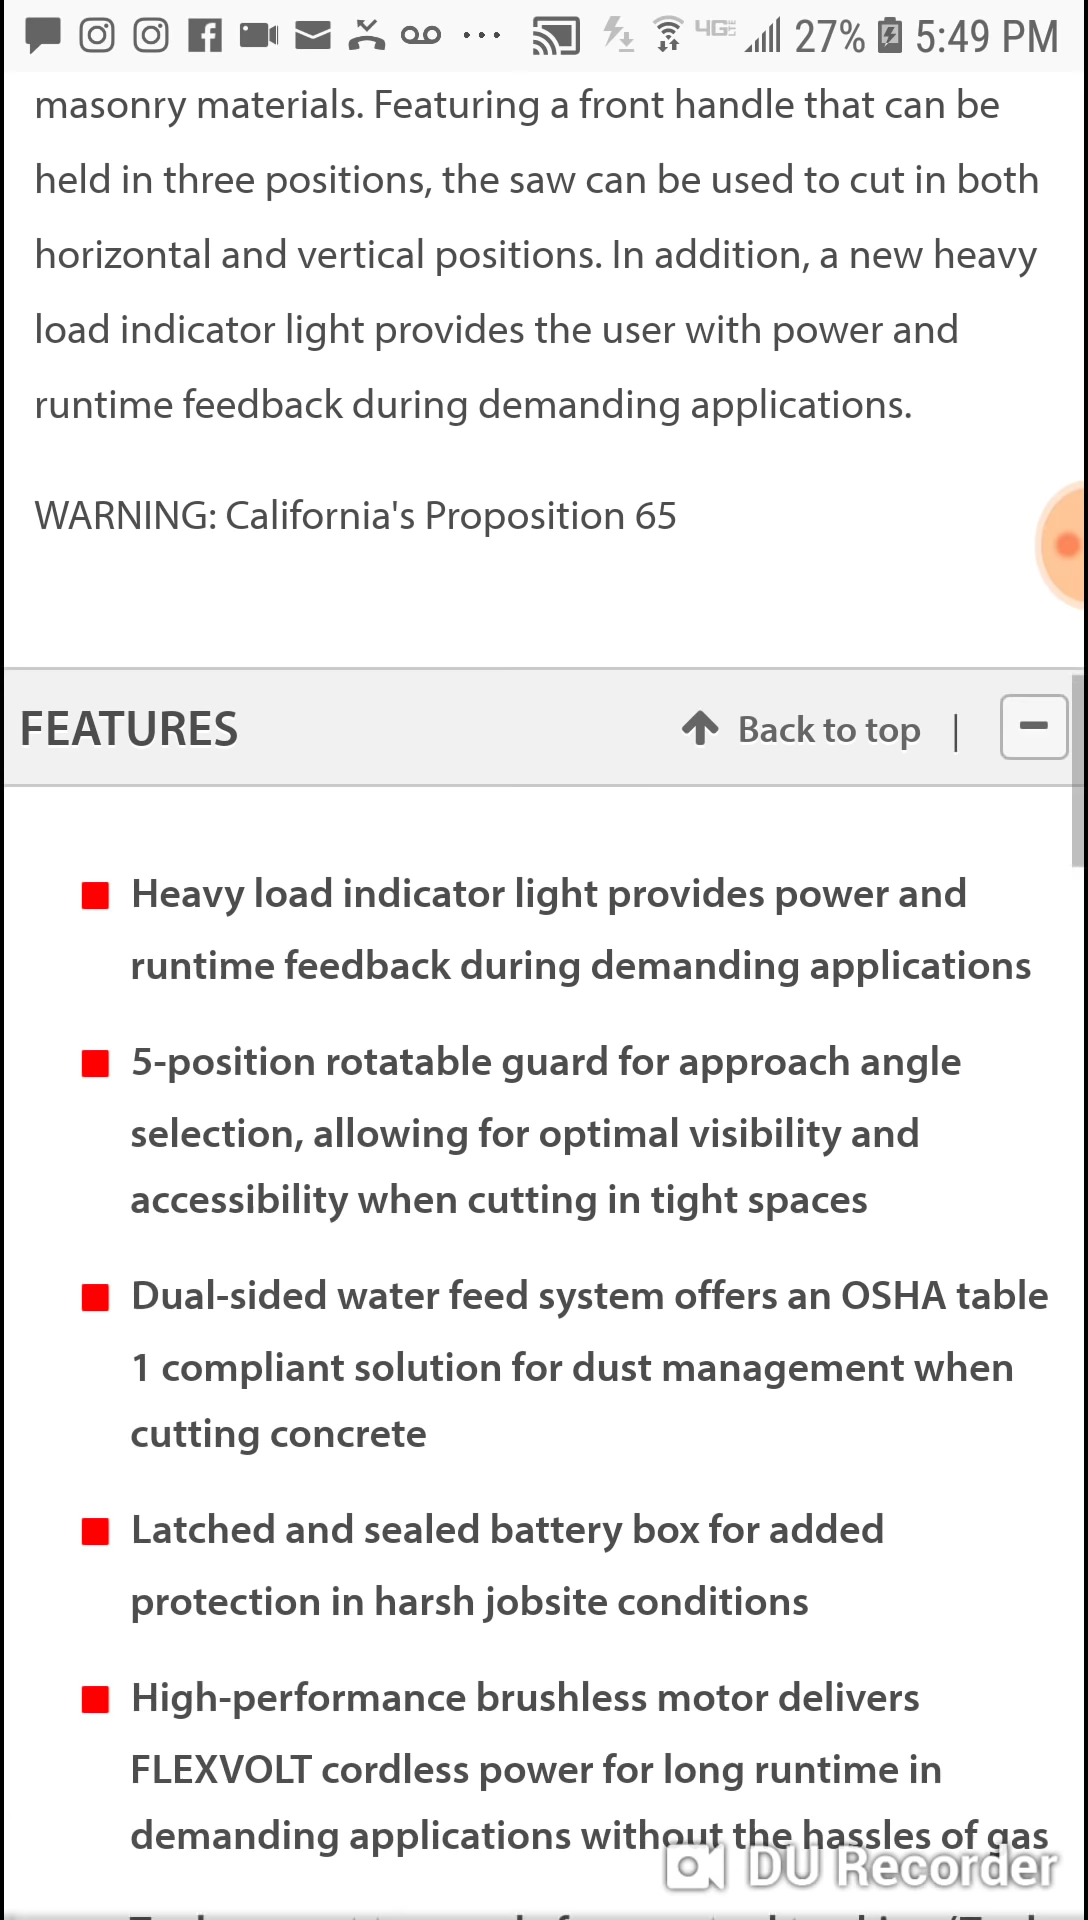 4GE 27% 5:49 PM
masonry materials. Featuring a front handle that can be
held in three positions, the saw can be used to cut in both
horizontal and vertical positions. In addition, a new heavy
load indicator light provides the user with power and
runtime feedback during demanding applications.
WARNING: California's Proposition 65
FEATURES Back to top |
Heavy load indicator light provides power and
runtime feedback during demanding applications
5-position rotatable guard for approach angle
selection, allowing for optimal visibility and
accessibility when cutting in tight spaces
Dual-sided water feed system offers an OSHA table
1 compliant solution for dust management when
cutting concrete
Latched and sealed battery box for added
protection in harsh jobsite conditions
High-performance brushless motor delivers
FLEXVOLT cordless power for long runtime in
demanding applications without the hassles of gas
DU Recorder